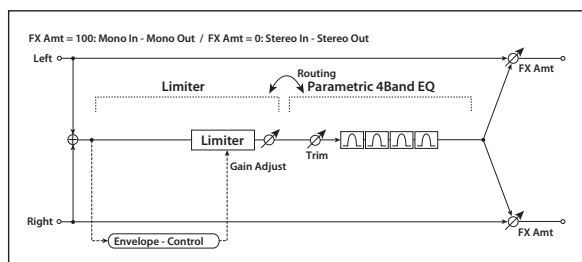 FX Amt = 100: Mono In - Mono Out / FX Amt = 0: Stereo In - Stereo Out
Left
FX Amt
Routing
Limiter
Parametric 4Band EQ
Limiter
Gain Adjust
Trim
Right
FX Amt
Envelope - Control